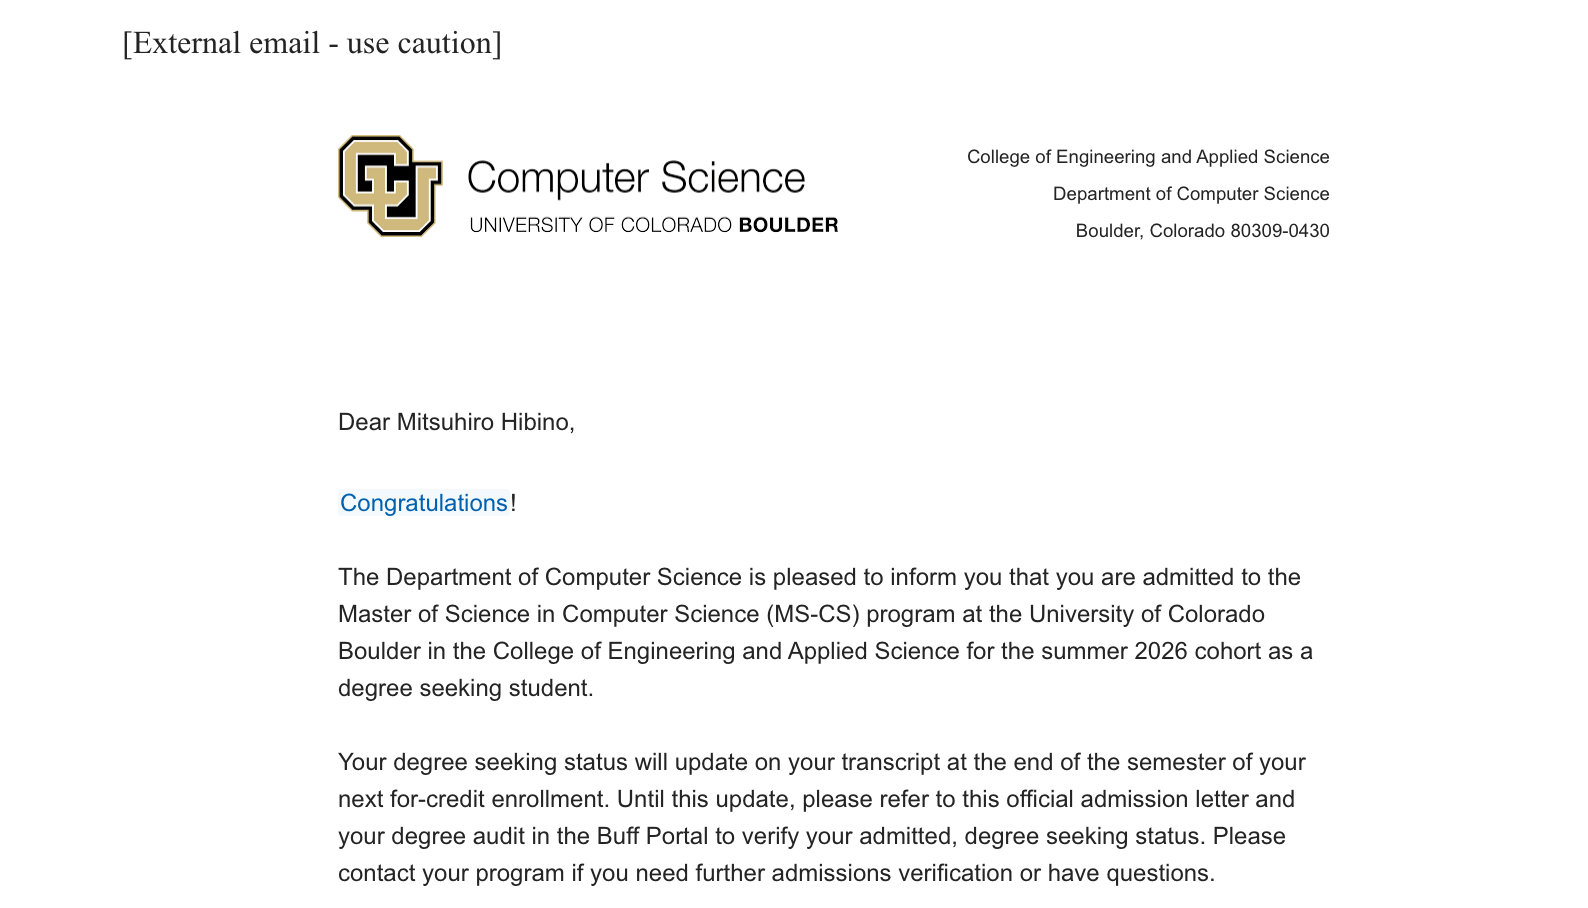 [External email - use caution]
CU
Computer Science
UNIVERSITY OF COLORADO BOULDER
College of Engineering and Applied Science
Department of Computer Science
Boulder, Colorado 80309-0430
Dear Mitsuhiro Hibino,
Congratulations!
The Department of Computer Science is pleased to inform you that you are admitted to the
Master of Science in Computer Science (MS-CS) program at the University of Colorado
Boulder in the College of Engineering and Applied Science for the summer 2026 cohort as a
degree seeking student.
Your degree seeking status will update on your transcript at the end of the semester of your
next for-credit enrollment. Until this update, please refer to this official admission letter and
your degree audit in the Buff Portal to verify your admitted, degree seeking status. Please
contact your program if you need further admissions verification or have questions.